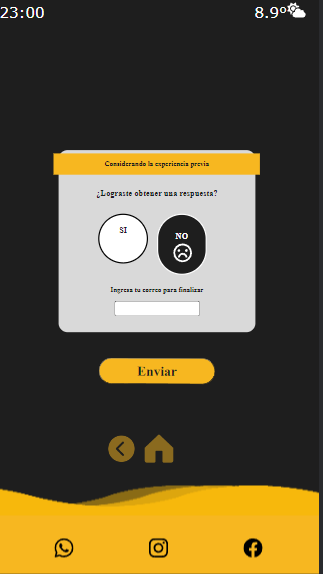 23:00
8.9º
Considerando la experiencia previa
¿Lograste obtener una respuesta?
SI
NO
Ingresa tu correo para finalizar
Enviar